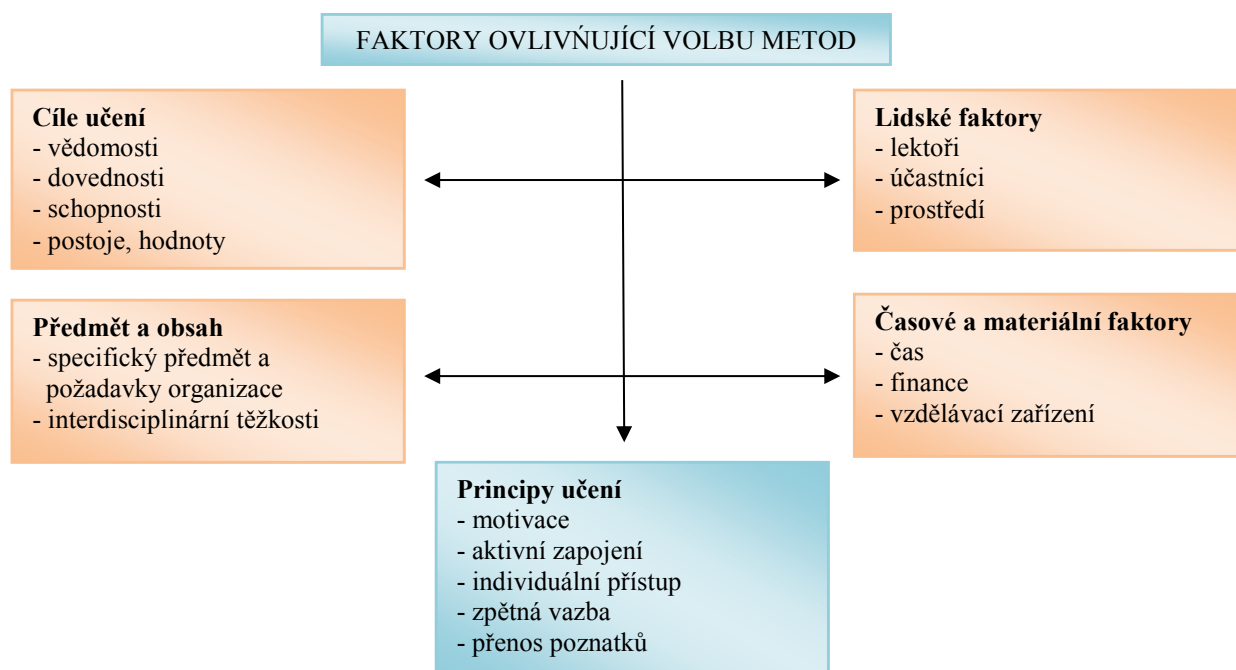 FAKTORY OVLIVŃUJÍCÍ VOLBU METOD
Cíle učení
- vědomosti
- dovednosti
- schopnosti
- postoje, hodnoty
Lidské faktory
- lektoři
- účastníci
- prostředí
Předmět a obsah
- specifický předmět a
požadavky organizace
- interdisciplinární těžkosti
Časové a materiální faktory
- čas
- finance
- vzdělávací zařízení
Principy učení
- motivace
- aktivní zapojení
- individuální přístup
- zpětná vazba
- přenos poznatků